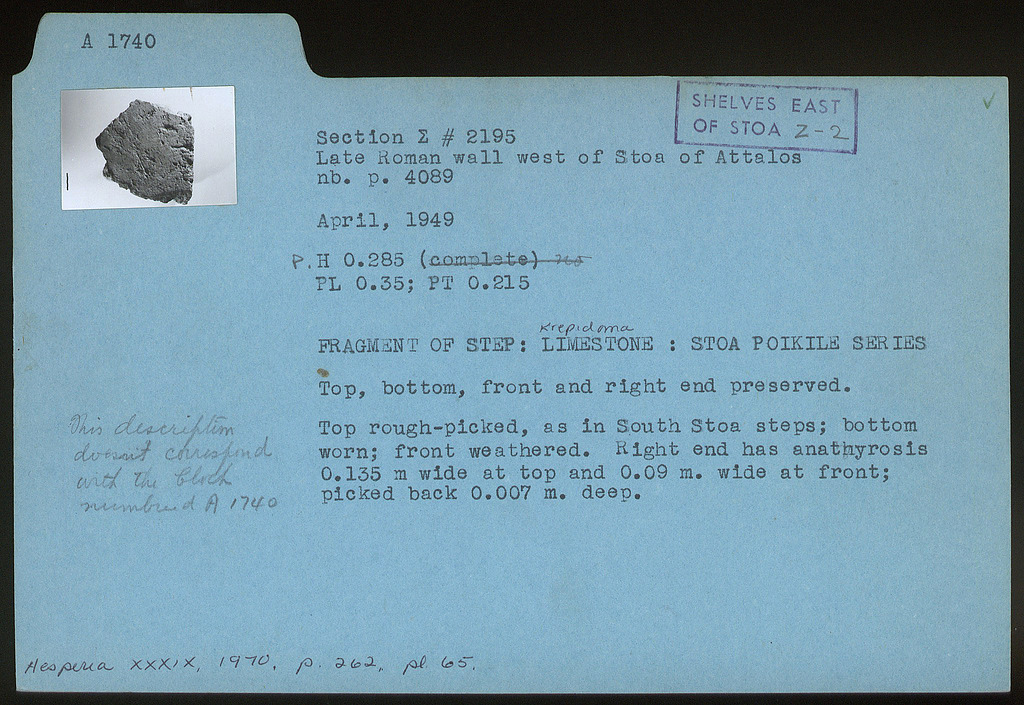 A 1740
SHELVES EAST
OF STOA Z-2
✓
Section Σ # 2195
Late Roman wall west of Stoa of Attalos
nb. p. 4089
April, 1949
P. H 0.285 (complete)
PL 0.35; PT 0.215
Krepidoma
FRAGMENT OF STEP: LIMESTONE : STOA POIKILE SERIES
Top, bottom, front and right end preserved.
Top rough-picked, as in South Stoa steps; bottom
worn; front weathered. Right end has anathyrosis
0.135 m wide at top and 0.09 m. wide at front;
picked back 0.007 m. deep.
This description
doesn't correspond
with the block
numbered A 1740
Hesperia XXXIX, 1970, p. 262, pl. 65.